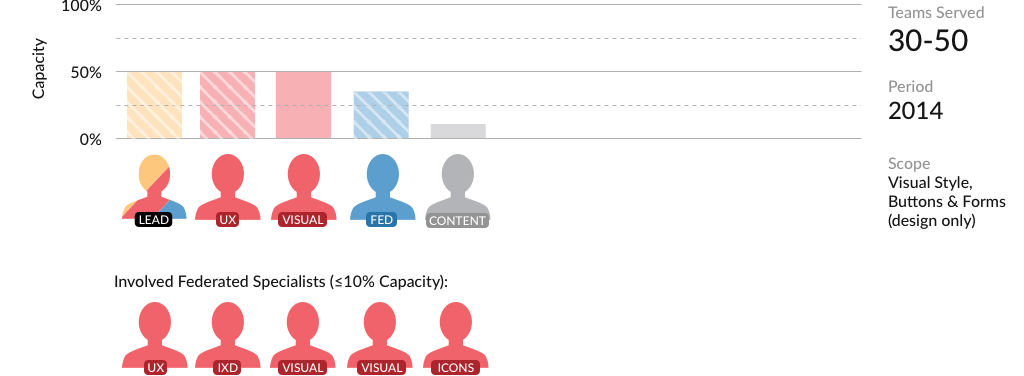 100%
Capacity
50%
0%
LEAD
UX
VISUAL
FED
CONTENT
Involved Federated Specialists (≤10% Capacity):
UX
IXD
VISUAL
VISUAL
ICONS
Teams Served
30-50
Period
2014
Scope
Visual Style,
Buttons & Forms
(design only)